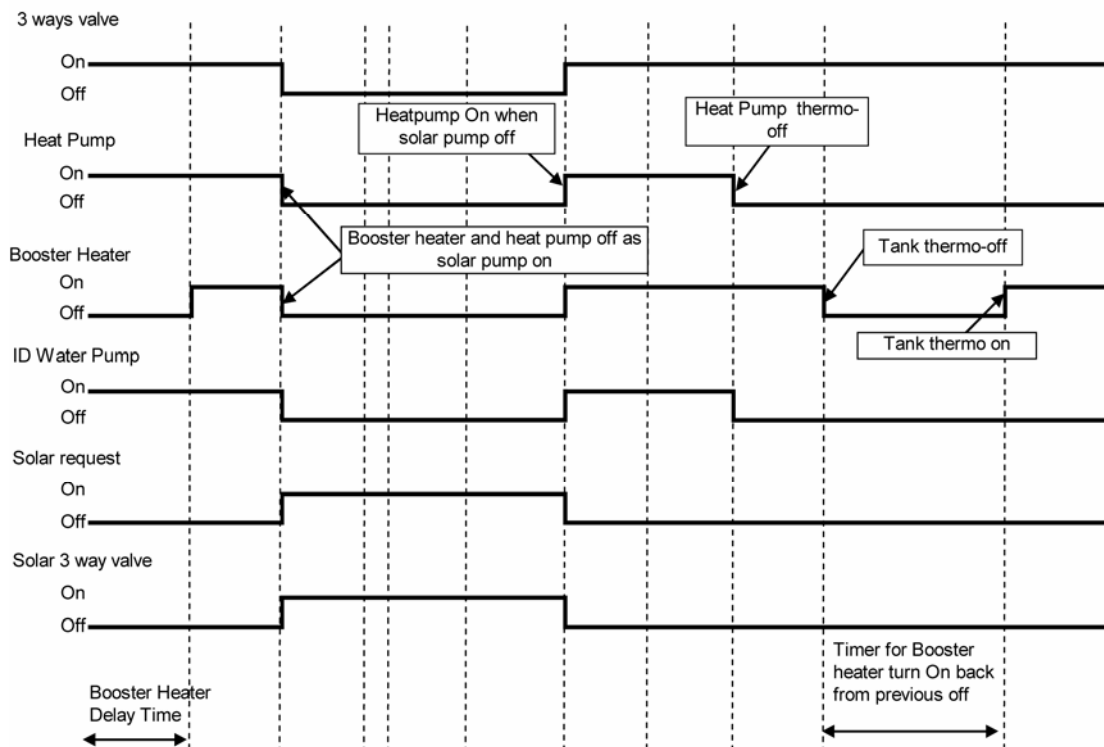 3 ways valve
On
Off
Heatpump On when
solar pump off
Heat Pump thermo-
off
Heat Pump
On
Off
Booster heater and heat pump off as
solar pump on
Booster Heater
On
Off
Tank thermo-off
Tank thermo on
ID Water Pump
On
Off
Solar request
On
Off
Solar 3 way valve
On
Off
Booster Heater
Delay Time
Timer for Booster
heater turn On back
from previous off